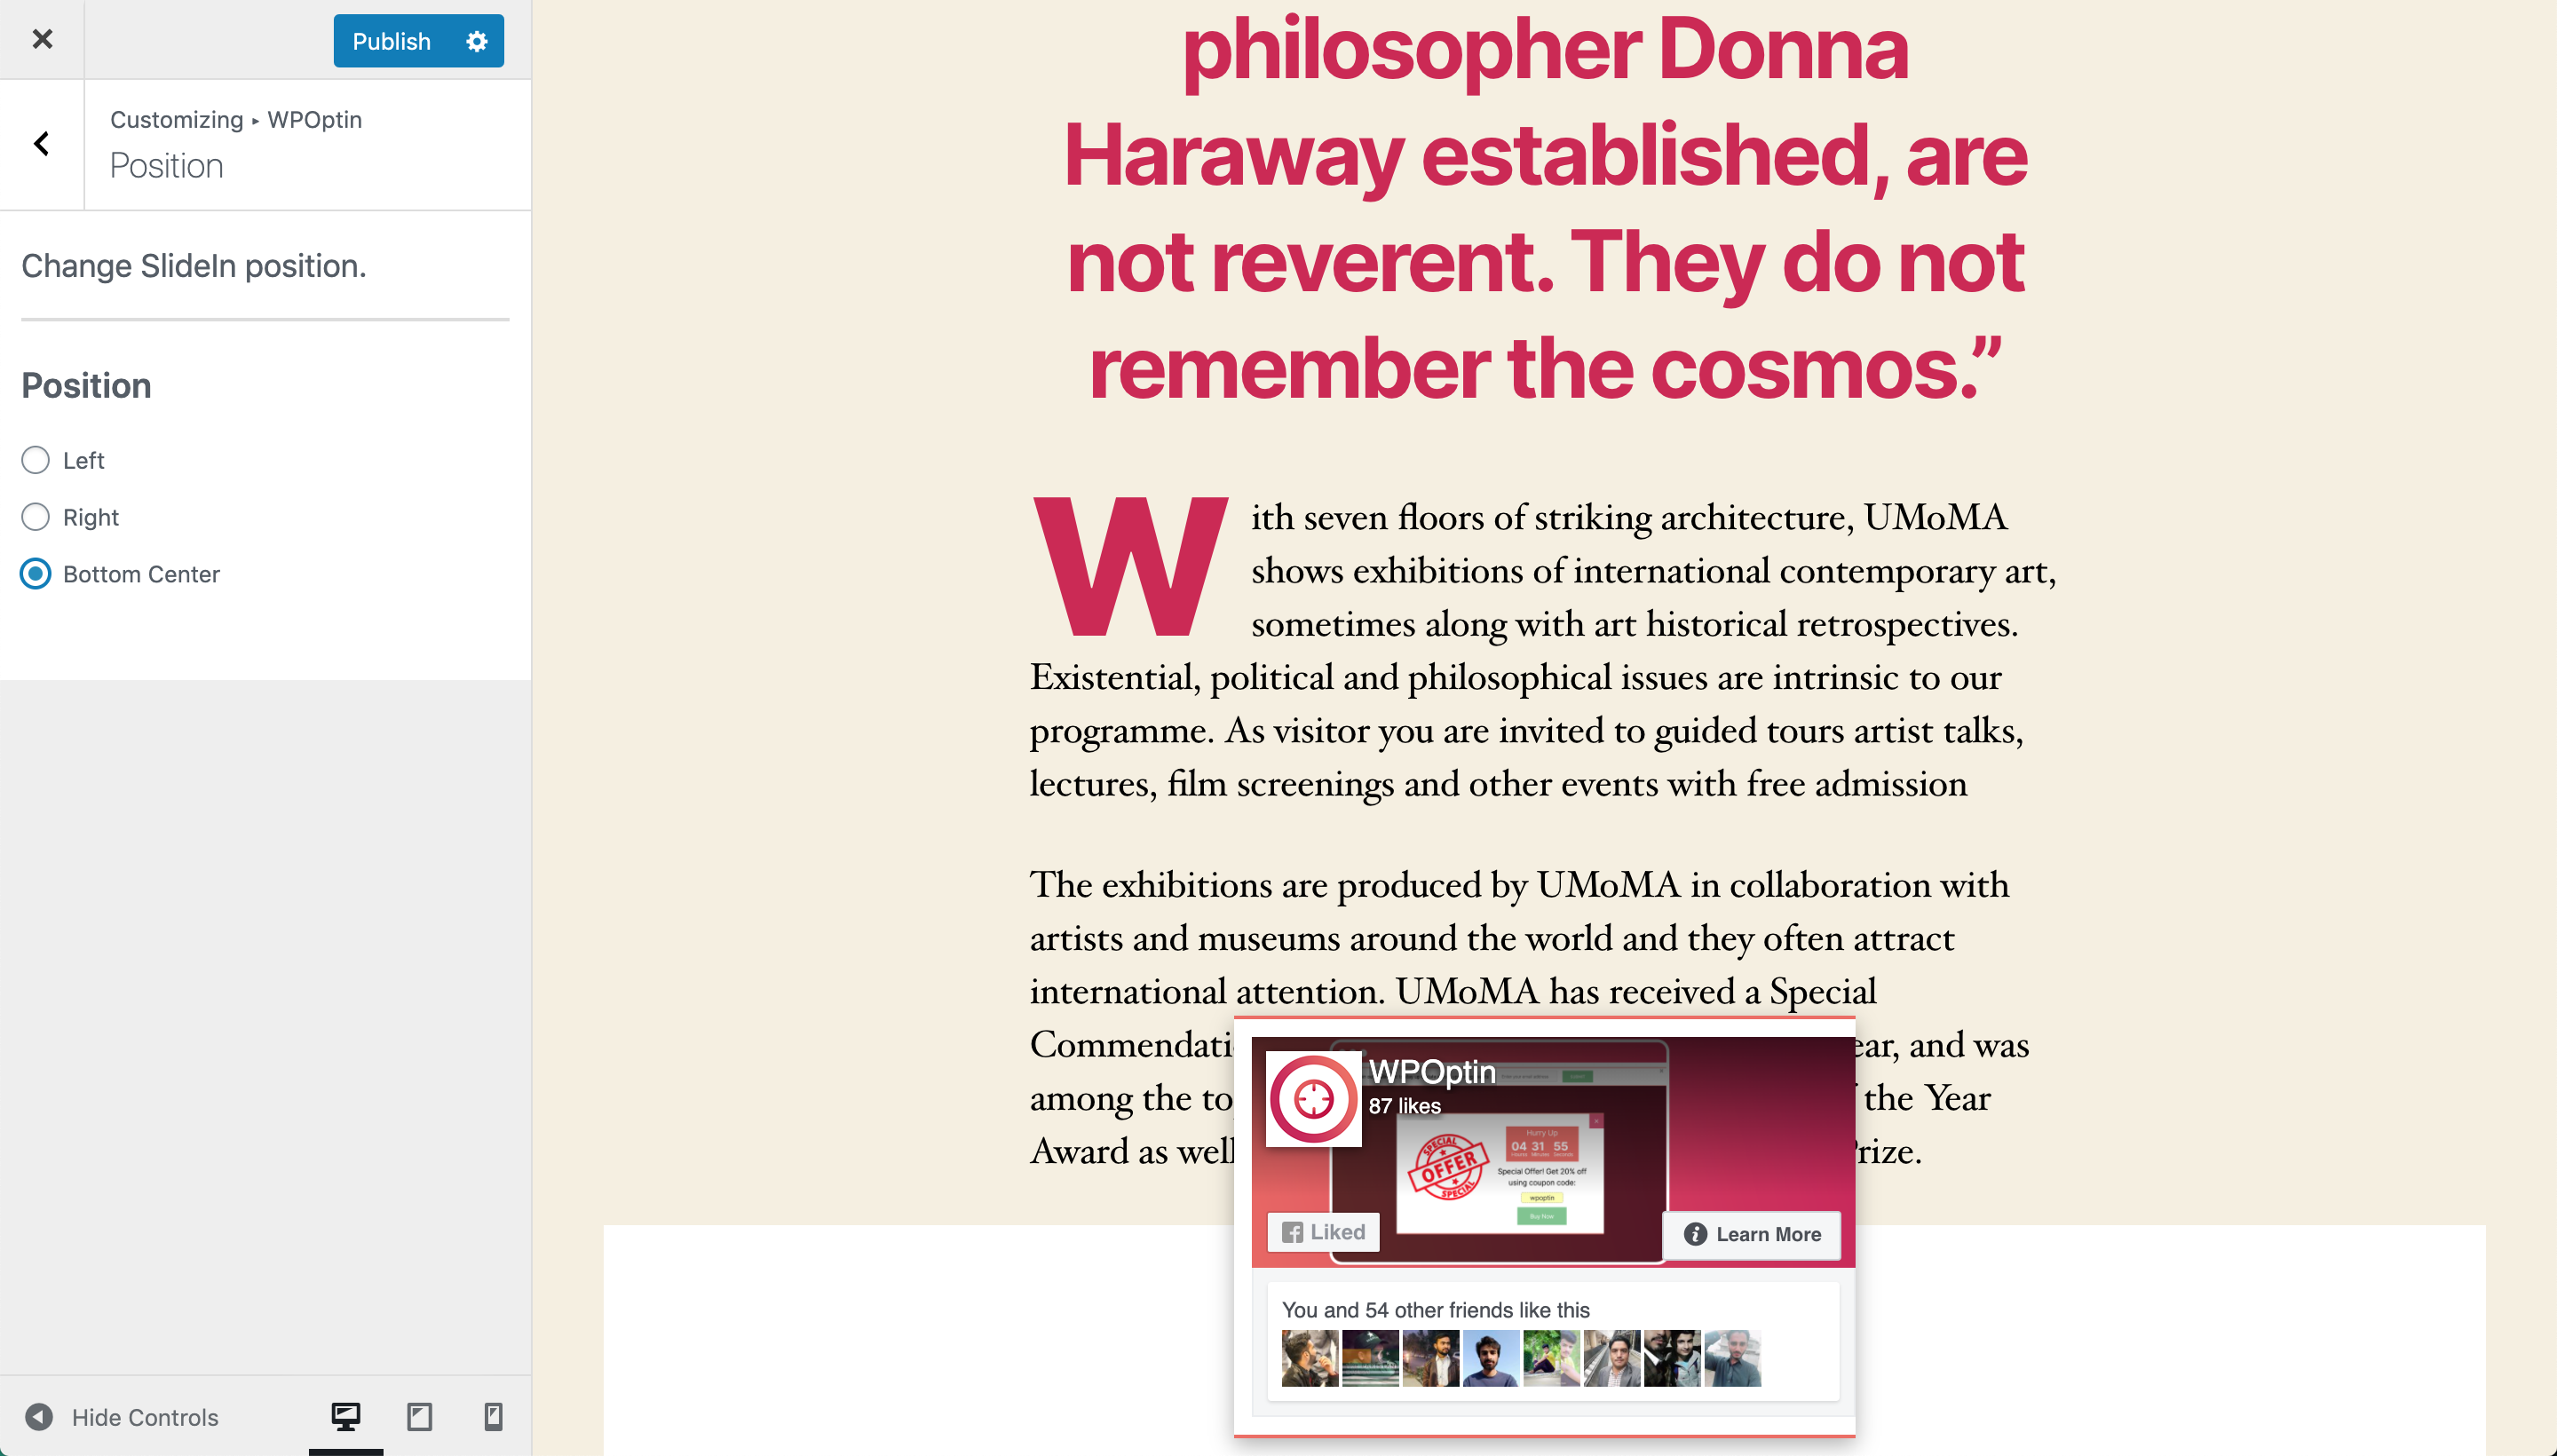 Publish
Customizing ▸ WPOptin
Position
Change SlideIn position.
Position
Left
Right
Bottom Center
Hide Controls
philosopher Donna
Haraway established, are
not reverent. They do not
remember the cosmos.”
With seven floors of striking architecture, UMoMA
shows exhibitions of international contemporary art,
sometimes along with art historical retrospectives.
Existential, political and philosophical issues are intrinsic to our
programme. As visitor you are invited to guided tours artist talks,
lectures, film screenings and other events with free admission
The exhibitions are produced by UMoMA in collaboration with
artists and museums around the world and they often attract
international attention. UMoMA has received a Special
Commendati ear, and was
among the to the Year
Award as well rize.
WPOptin
87 likes
Hurry Up
04 31 55
Hours Minutes Seconds
SPECIAL
OFFER
SPECIAL
Special Offer! Get 20% off
using coupon code:
wpoptin
Buy Now
Liked
Learn More
You and 54 other friends like this